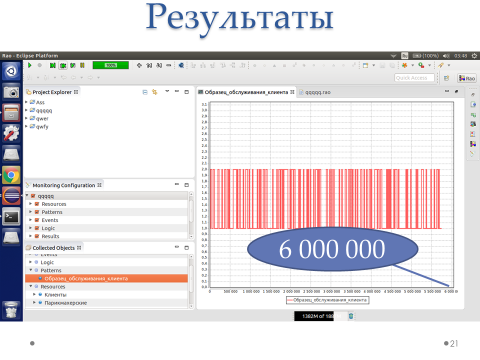 Результаты
Rao - Eclipse Platform
(100%)
03:48
88%
Quick Access
Rao
Project Explorer
Ass
qqqqq
qwer
qwfy
Monitoring Configuration
qqqqq
Resources
Patterns
Events
Logic
Results
Collected Objects
Events
Logic
Patterns
Образец_обслуживания_клиента
Resources
Клиенты
Парикмахерские
Образец_обслуживания_клиента
qqqqq.rao
3.1
3.0
2.9
2.8
2.7
2.6
2.5
2.4
2.3
2.2
2.1
2.0
1.9
1.8
1.7
1.6
1.5
1.4
1.3
1.2
1.1
1.0
0.9
0.8
0.7
0.6
0.5
0.4
0.3
0.2
0.1
0.0
6 000 000
0 500 000 1 000 000 1 500 000 2 000 000 2 500 000 3 000 000 3 500 000 4 000 000 4 500 000 5 000 000 5 500 000
Образец_обслуживания_клиента
21